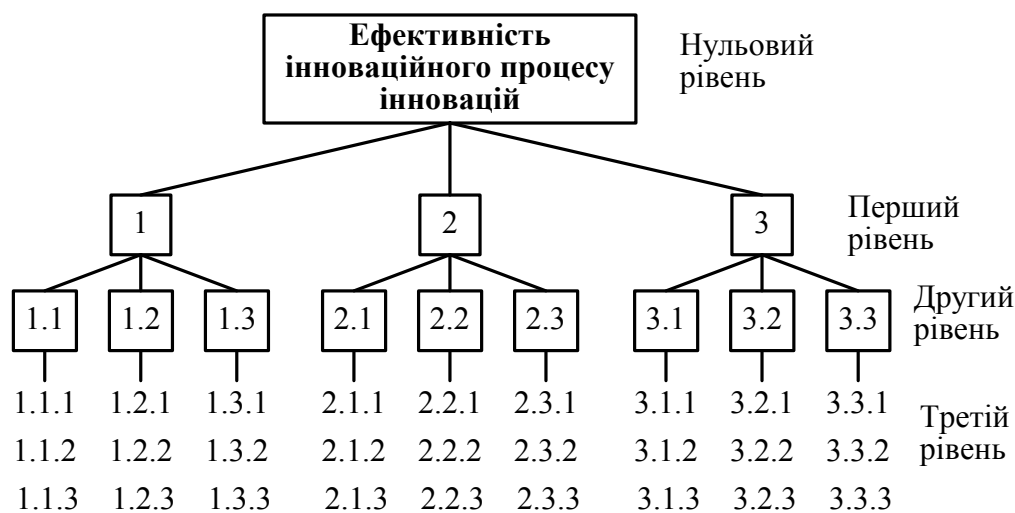 Ефективність
інноваційного процесу
інновацій
Нульовий
рівень
1 2 3
Перший
рівень
1.1 1.2 1.3 2.1 2.2 2.3 3.1 3.2 3.3
Другий
рівень
1.1.1 1.2.1 1.3.1 2.1.1 2.2.1 2.3.1 3.1.1 3.2.1 3.3.1
1.1.2 1.2.2 1.3.2 2.1.2 2.2.2 2.3.2 3.1.2 3.2.2 3.3.2
1.1.3 1.2.3 1.3.3 2.1.3 2.2.3 2.3.3 3.1.3 3.2.3 3.3.3
Третій
рівень